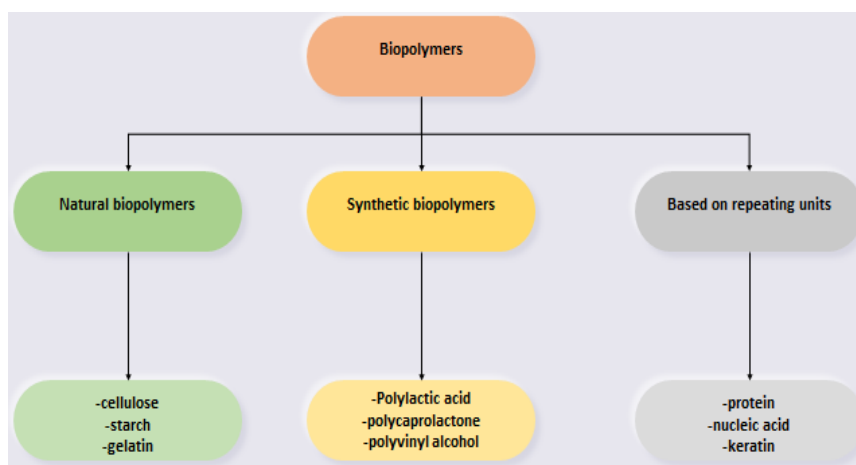 Biopolymers
Natural biopolymers
Synthetic biopolymers
Based on repeating units
-cellulose
-starch
-gelatin
-Polylactic acid
-polycaprolactone
-polyvinyl alcohol
-protein
-nucleic acid
-keratin